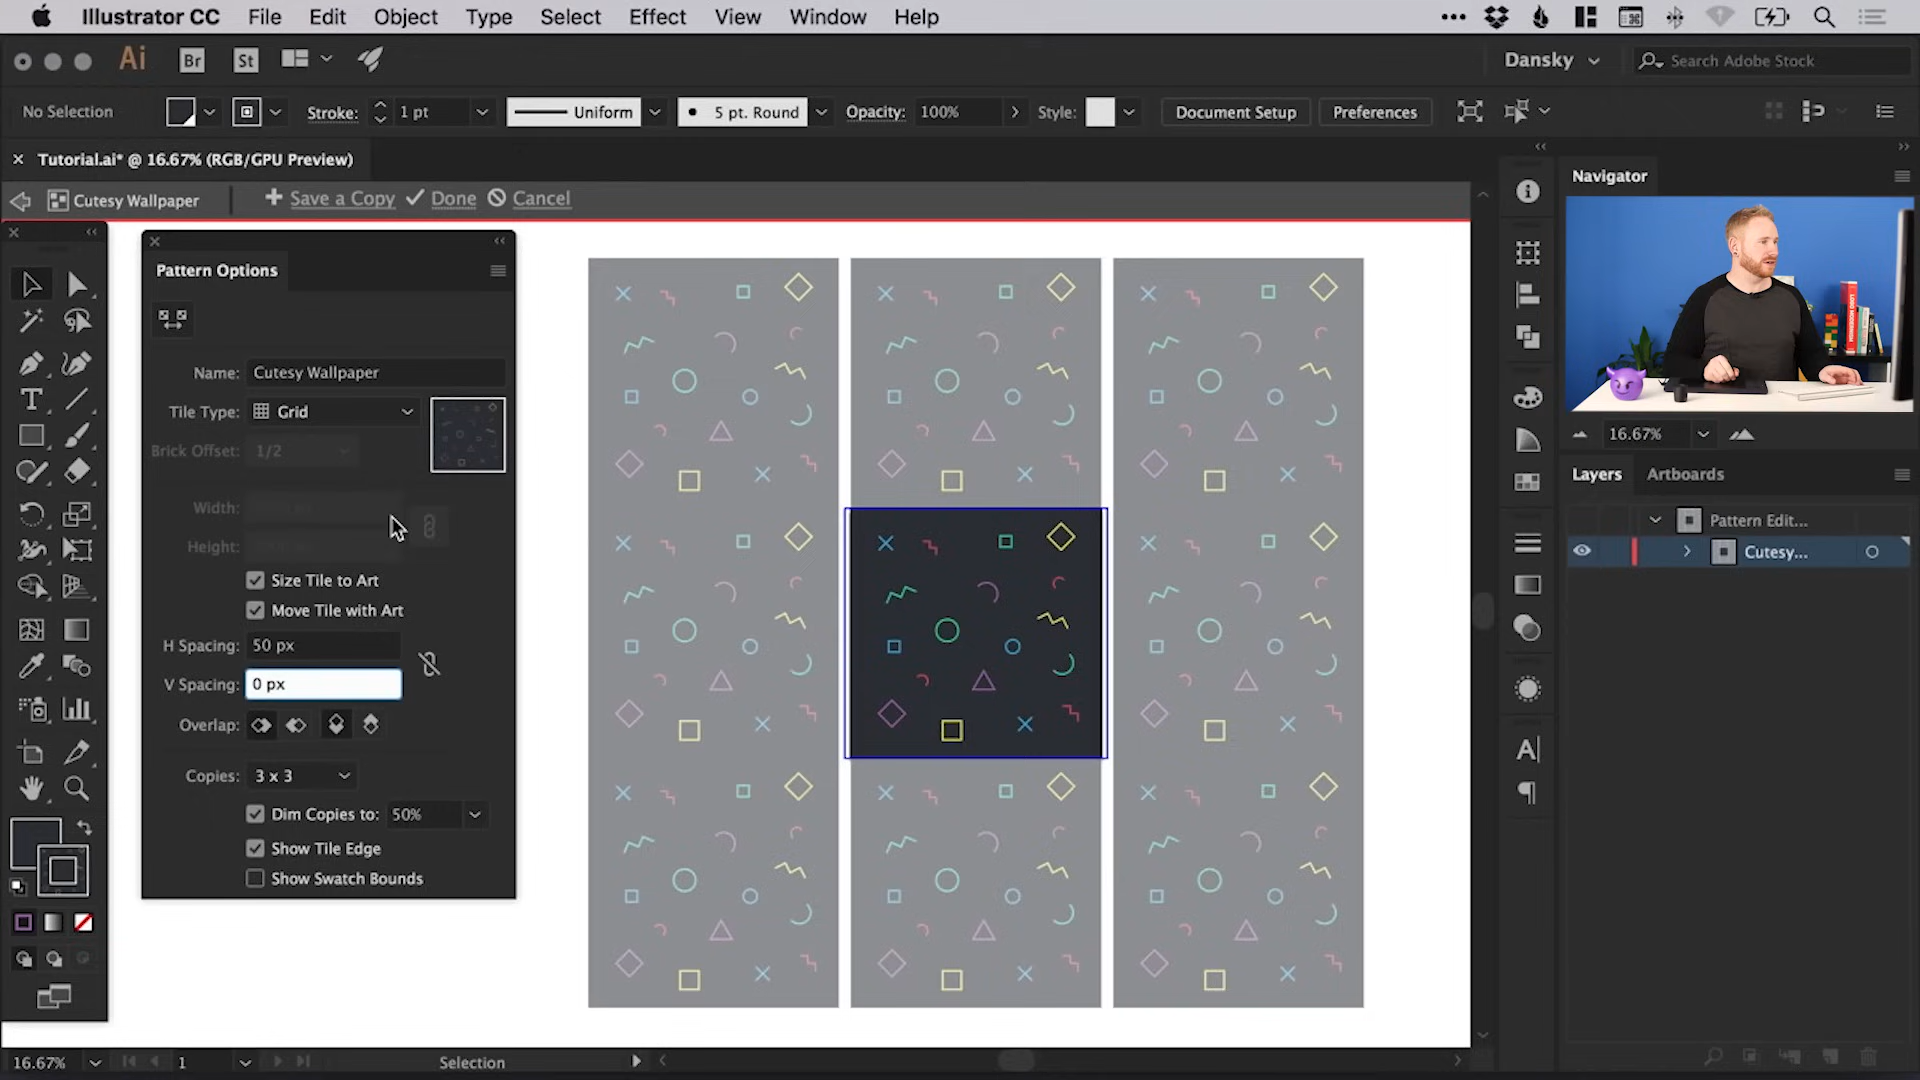 Illustrator CC File Edit Object Type Select Effect View Window Help
Ai Br St Dansky Search Adobe Stock
No Selection Stroke: 1 pt Uniform 5 pt. Round Opacity: 100% Style: Document Setup Preferences
Tutorial.ai* @ 16.67% (RGB/GPU Preview)
Cutesy Wallpaper Save a Copy Done Cancel
Pattern Options
Name: Cutesy Wallpaper
Tile Type: Grid
Brick Offset: 1/2
Width:
Height:
Size Tile to Art
Move Tile with Art
H Spacing: 50 px
V Spacing: 0 px
Overlap:
Copies: 3 x 3
Dim Copies to: 50%
Show Tile Edge
Show Swatch Bounds
Navigator
16.67%
Layers Artboards
Pattern Edit...
Cutesy...
16.67% 1 Selection